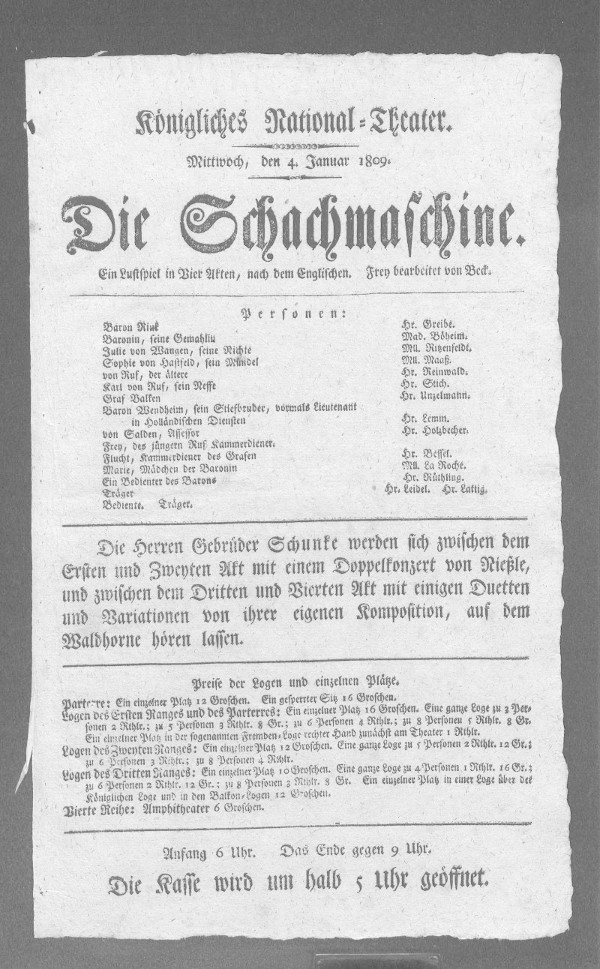 Königliches National-Theater.
Mittwoch, den 4. Januar 1809.
Die Schachmaschine.
Ein Lustspiel in Vier Akten, nach dem Englischen. Frey bearbeitet von Beck.
Personen:
Baron Rink Hr. Greibe.
Baronin, seine Gemahlin Mad. Böheim.
Julie von Wangen, seine Nichte Mll. Ritzenfeldt.
Sophie von Hastfeld, sein Mündel Mll. Maaß.
von Ruf, der ältere Hr. Reinwald.
Karl von Ruf, sein Neffe Hr. Stich.
Graf Balken Hr. Unzelmann.
Baron Wendheim, sein Stiefbruder, vormals Lieutenant
in Holländischen Diensten Hr. Lemm.
von Salden, Assessor Hr. Holzbecher.
Frey, des jüngern Ruf Kammerdiener.
Flucht, Kammerdiener des Grafen Hr. Bessel.
Marie, Mädchen der Baronin Mll. La Roche.
Ein Bedienter des Barons Hr. Rüthling.
Träger Hr. Leidel. Hr. Lattig.
Bediente. Träger.
Die Herren Gebrüder Schunke werden sich zwischen dem
Ersten und Zweyten Akt mit einem Doppelkonzert von Nießle,
und zwischen dem Dritten und Vierten Akt mit einigen Duetten
und Variationen von ihrer eigenen Komposition, auf dem
Waldhorne hören lassen.
Preise der Logen und einzelnen Plätze.
Parterre: Ein einzelner Platz 12 Groschen. Ein gesperrter Sitz 16 Groschen.
Logen des Ersten Ranges und des Parterres: Ein einzelner Platz 16 Groschen. Eine ganze Loge zu 3 Per-
sonen 2 Rthlr.; zu 5 Personen 3 Rthlr. 8 Gr.; zu 6 Personen 4 Rthlr.; zu 8 Personen 5 Rthlr. 8 Gr.
Ein einzelner Platz in der sogenannten Fremden-Loge rechter Hand zunächst am Theater 1 Rthlr.
Logen des Zweyten Ranges: Ein einzelner Platz 12 Groschen. Eine ganze Loge zu 5 Personen 2 Rthlr. 12 Gr.;
zu 6 Personen 3 Rthlr.; zu 8 Personen 4 Rthlr.
Logen des Dritten Ranges: Ein einzelner Platz 10 Groschen. Eine ganze Loge zu 4 Personen 1 Rthlr. 16 Gr.;
zu 6 Personen 2 Rthlr. 12 Gr.; zu 8 Personen 3 Rthlr. 8 Gr. Ein einzelner Platz in einer Loge über der
Königlichen Loge und in den Balkon-Logen 12 Groschen.
Vierte Reihe: Amphitheater 6 Groschen.
Anfang 6 Uhr. Das Ende gegen 9 Uhr.
Die Kasse wird um halb 5 Uhr geöffnet.